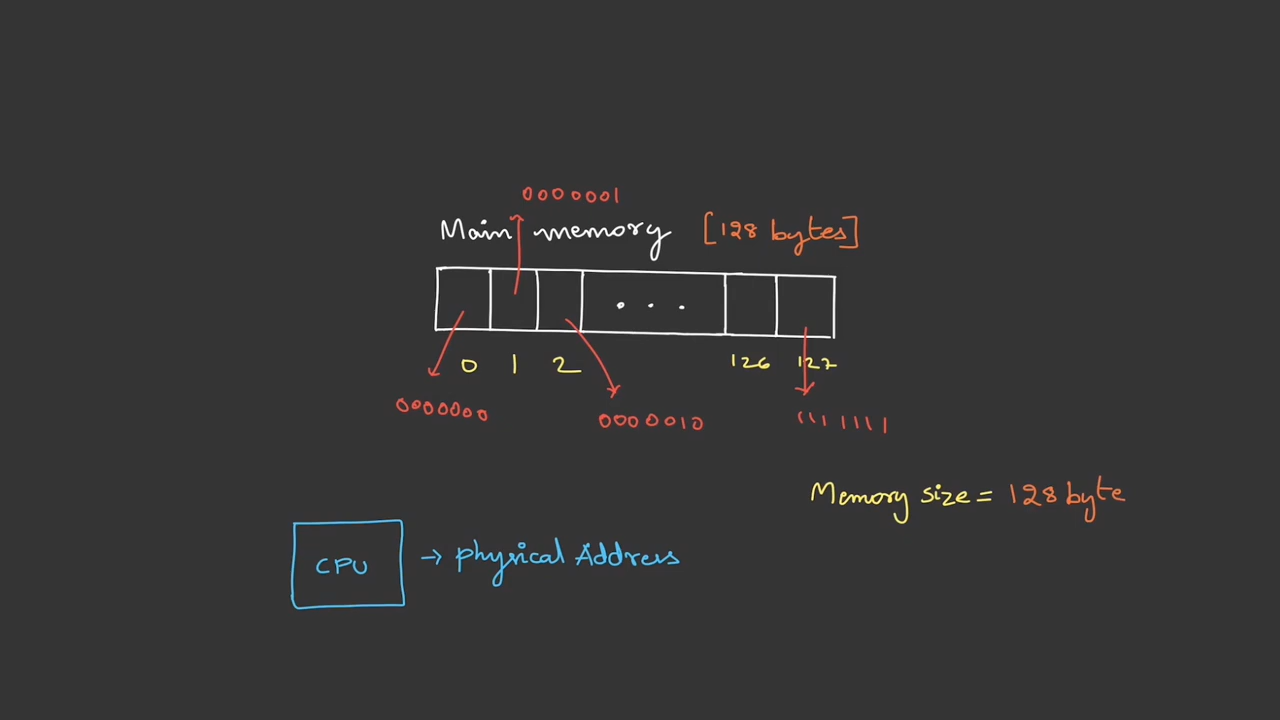 0000001
Main memory [128 bytes]
. . .
0 1 2 126 127
0000000 0000010 1111111
Memory size = 128 byte
CPU → physical Address